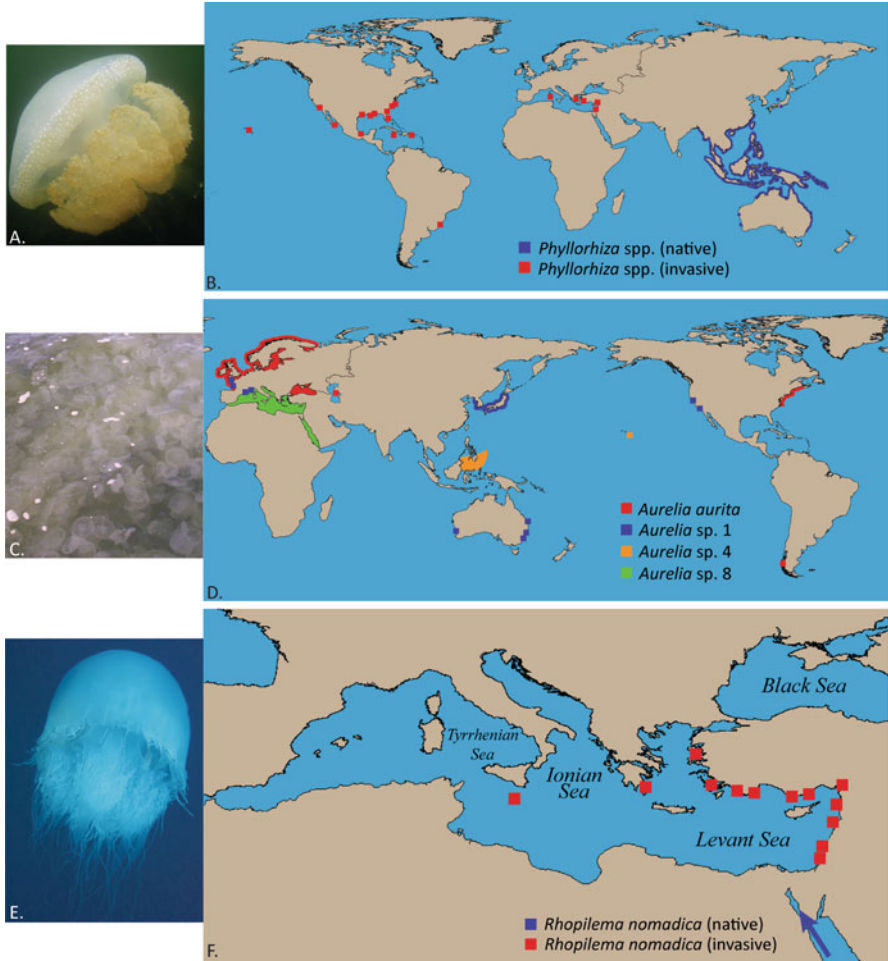 A.
Phyllorhiza spp. (native)
Phyllorhiza spp. (invasive)
B.
C.
Aurelia aurita
Aurelia sp. 1
Aurelia sp. 4
Aurelia sp. 8
D.
Black Sea
Tyrrhenian
Sea
Ionian
Sea
Levant Sea
E.
Rhopilema nomadica (native)
Rhopilema nomadica (invasive)
F.